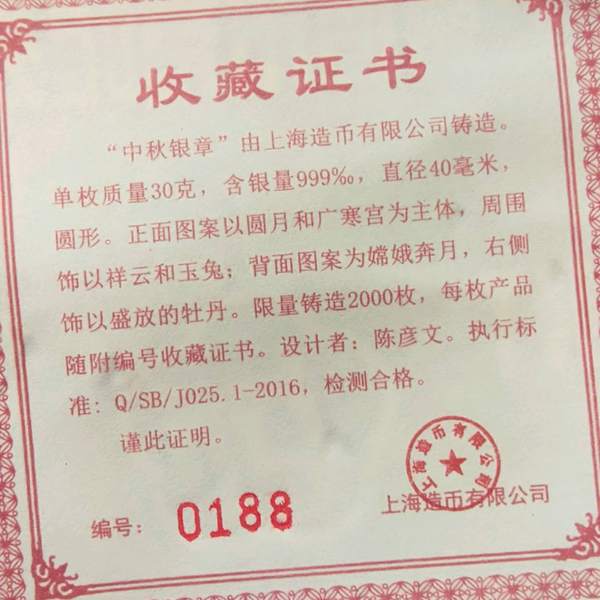 收藏证书
“中秋银章”由上海造币有限公司铸造。
单枚质量30克，含银量999‰，直径40毫米，
圆形。正面图案以圆月和广寒宫为主体，周围
饰以祥云和玉兔；背面图案为嫦娥奔月，右侧
饰以盛放的牡丹。限量铸造2000枚，每枚产品
随附编号收藏证书。设计者：陈彦文。执行标
准：Q/SB/J025.1-2016，检测合格。
谨此证明。
上海造币有限公司
编号：0188
上海造币有限公司